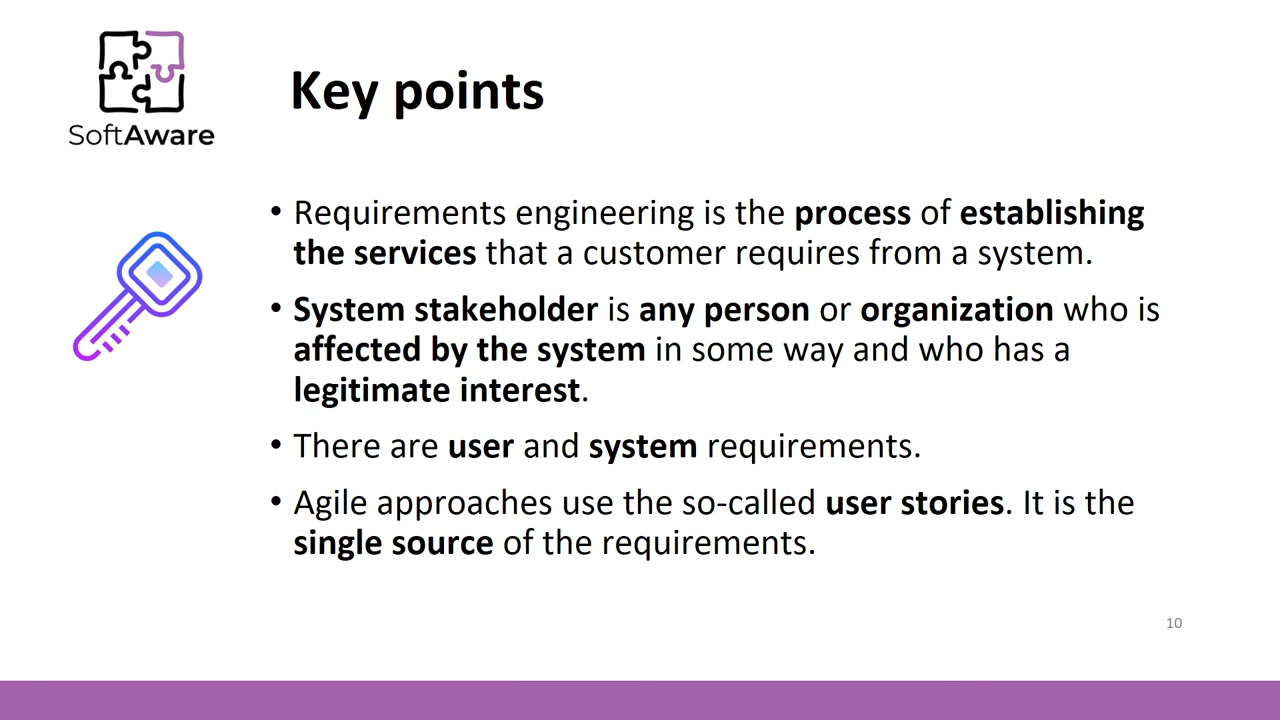 SoftAware
Key points
• Requirements engineering is the process of establishing
the services that a customer requires from a system.
• System stakeholder is any person or organization who is
affected by the system in some way and who has a
legitimate interest.
• There are user and system requirements.
• Agile approaches use the so-called user stories. It is the
single source of the requirements.
10